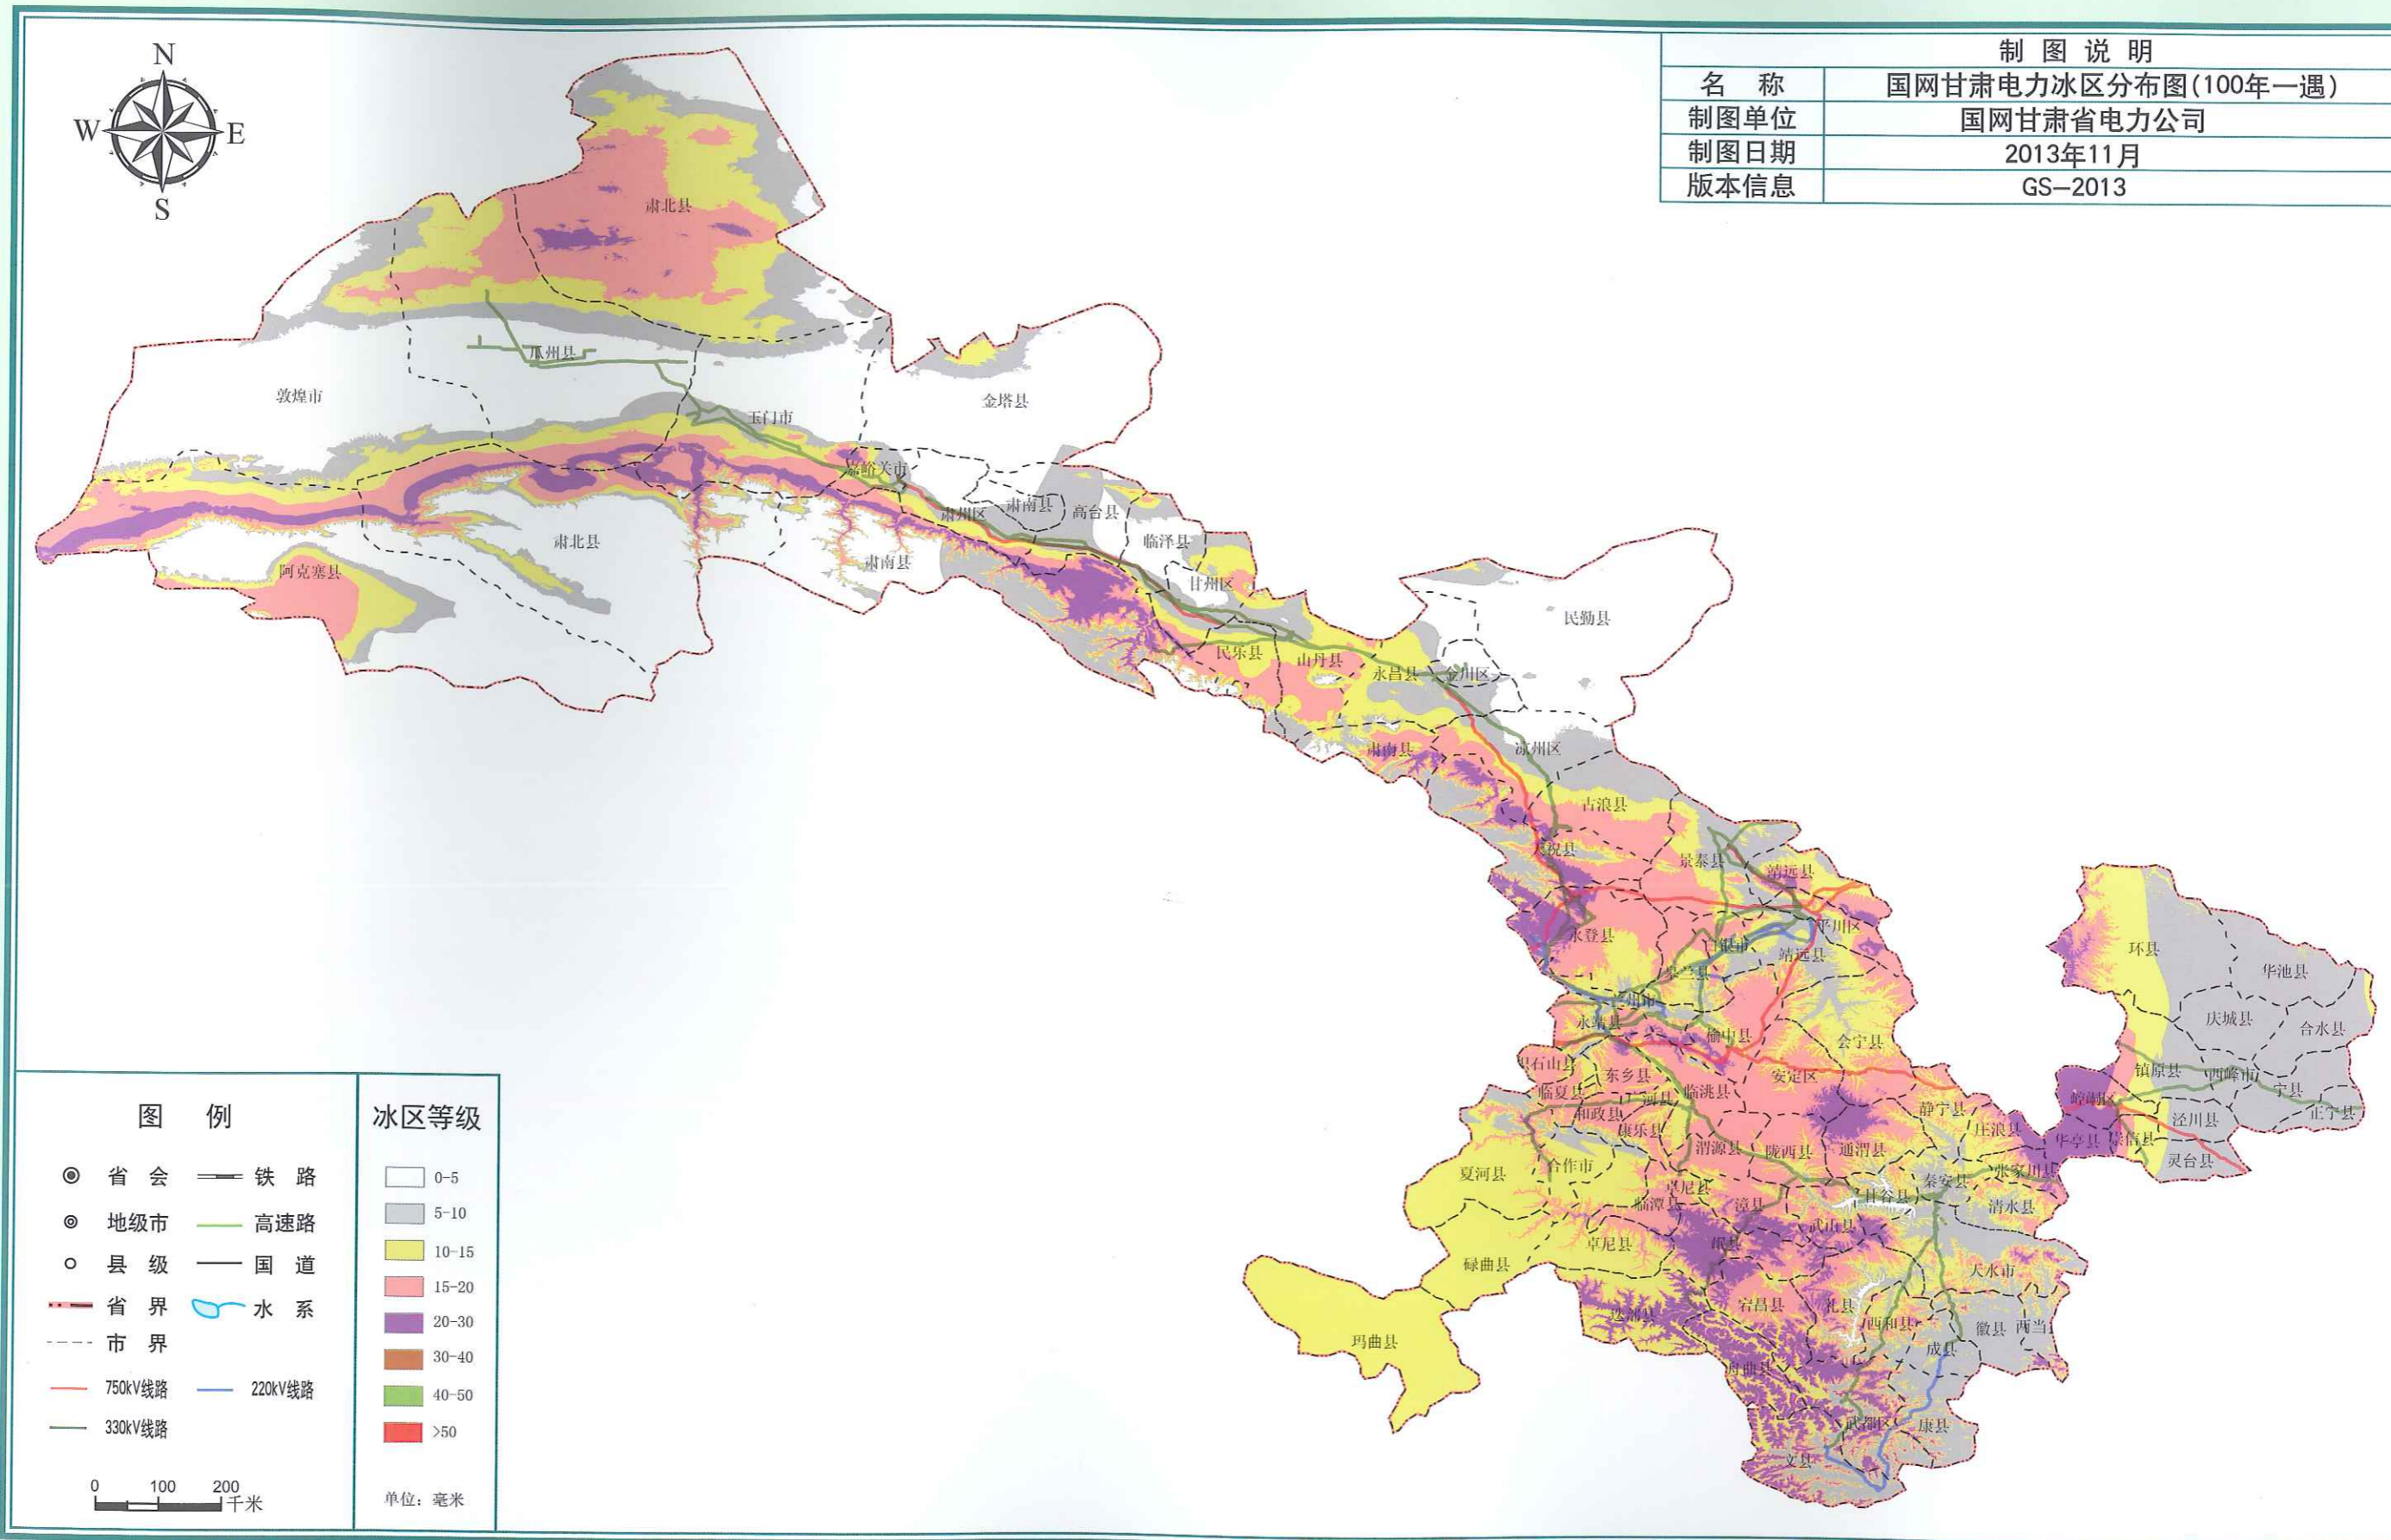 制图说明
名 称 国网甘肃电力冰区分布图(100年一遇)
制图单位 国网甘肃省电力公司
制图日期 2013年11月
版本信息 GS-2013
N
W E
S
肃北县
瓜州县
敦煌市
玉门市
金塔县
嘉峪关市
肃州区
肃南县
高台县
肃北县
临泽县
肃南县
阿克塞县
甘州区
民勤县
民乐县
山丹县
永昌县
金川区
肃南县
凉州区
古浪县
天祝县
景泰县
靖远县
永登县
白银市
平川区
靖远县
皋兰县
环县
华池县
兰州市
永靖县
榆中县
会宁县
庆城县
合水县
积石山县
东乡县
临洮县
安定区
临夏县
广河县
和政县
康乐县
静宁县
镇原县
西峰市
宁县
崆峒区
正宁县
泾川县
庄浪县
华亭县
崇信县
灵台县
夏河县
合作市
渭源县
陇西县
通渭县
张家川县
秦安县
卓尼县
甘谷县
临潭县
漳县
清水县
武山县
卓尼县
岷县
碌曲县
天水市
宕昌县
礼县
迭部县
西和县
徽县
两当
玛曲县
成县
舟曲县
武都区
康县
文县
图 例
省 会 铁 路
地级市 高速路
县 级 国 道
省 界 水 系
市 界
750kV线路 220kV线路
330kV线路
0 100 200
千米
冰区等级
0-5
5-10
10-15
15-20
20-30
30-40
40-50
>50
单位：毫米